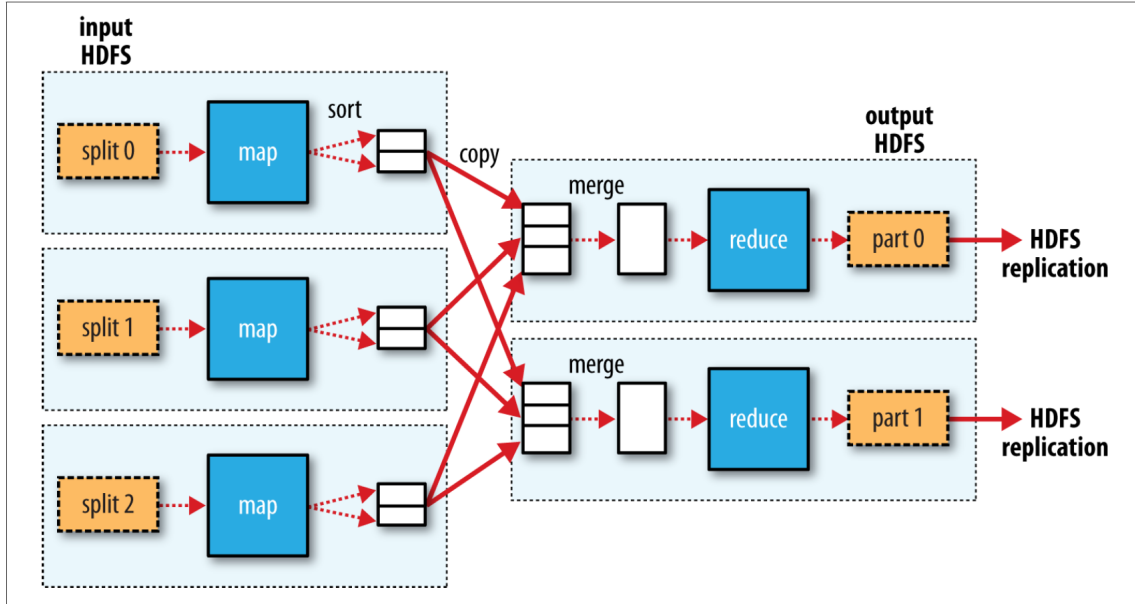 input
HDFS
split 0
map
sort
copy
split 1
map
split 2
map
output
HDFS
merge
reduce
part 0
HDFS
replication
merge
reduce
part 1
HDFS
replication